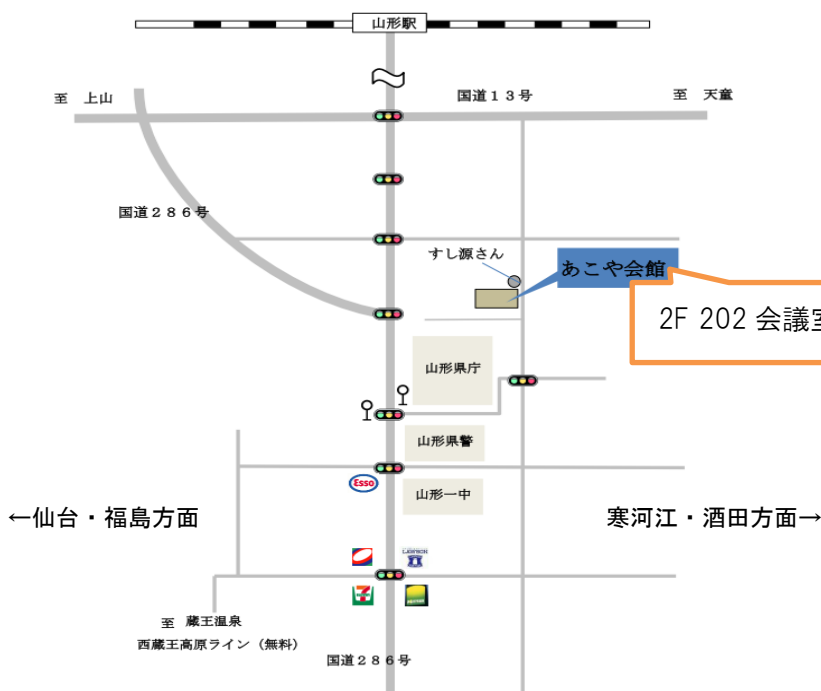 山形駅
至　上山
国道１３号
至　天童
国道２８６号
すし源さん
あこや会館
2F 202 会議室
山形県庁
山形県警
Esso
山形一中
←仙台・福島方面
寒河江・酒田方面→
LAWSON
至　蔵王温泉
西蔵王高原ライン（無料）
国道２８６号